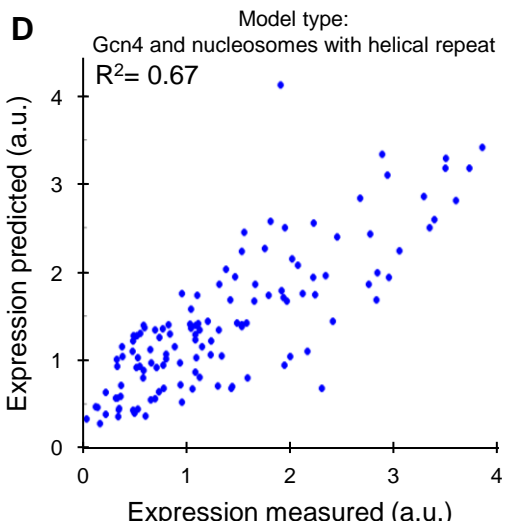 D
Model type:
Gcn4 and nucleosomes with helical repeat
R²= 0.67
Expression predicted (a.u.)
4
3
2
1
0
0 1 2 3 4
Expression measured (a.u.)